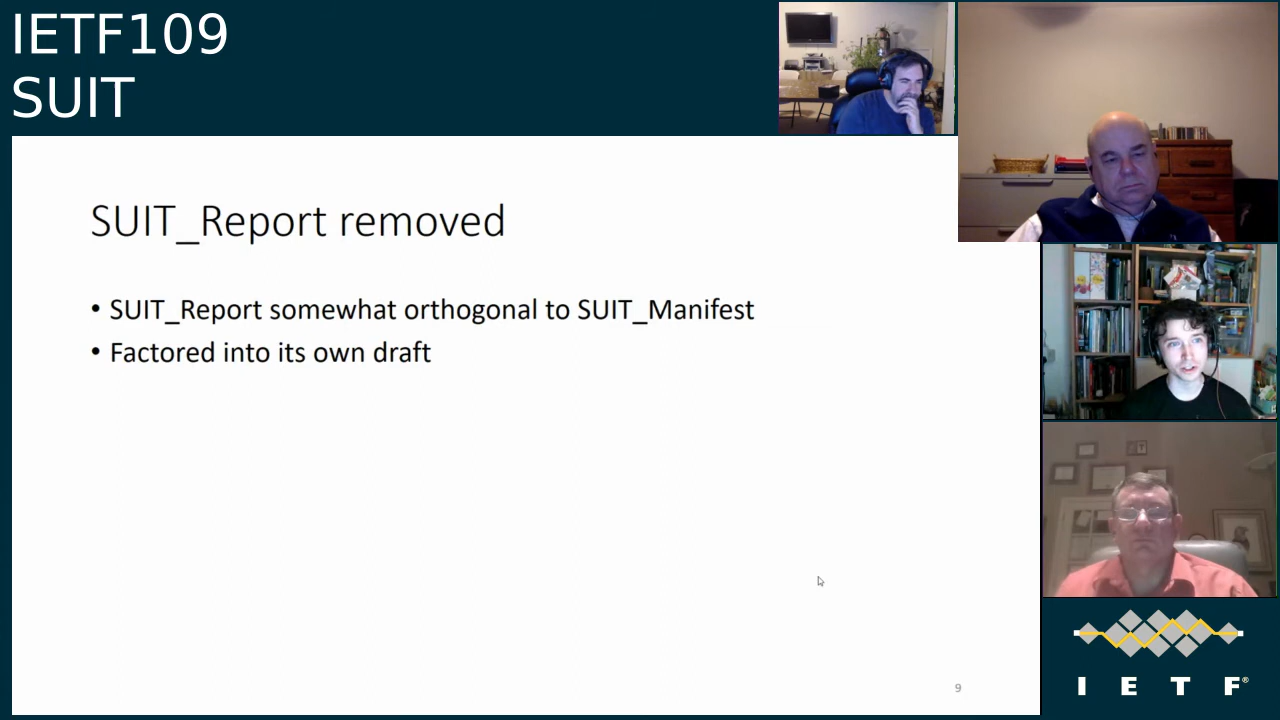 IETF109
SUIT
SUIT_Report removed
• SUIT_Report somewhat orthogonal to SUIT_Manifest
• Factored into its own draft
9
I E T F®